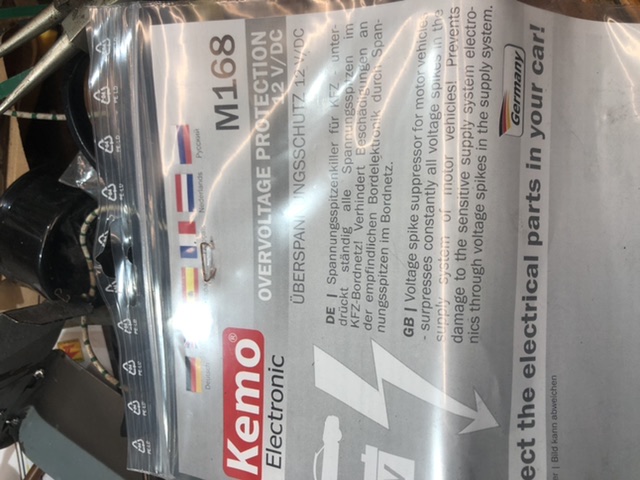 M168
Kemo®
Electronic
OVERVOLTAGE PROTECTION
12 V/DC
ÜBERSPANNUNGSSCHUTZ 12 V/DC
Nederlands
Русский
DE | Spannungsspitzenkiller für KFZ - unter-
drückt ständig alle Spannungsspitzen im
KFZ-Bordnetz! Verhindert Beschädigungen an
der empfindlichen Bordelektronik durch Span-
nungsspitzen im Bordnetz.
GB | Voltage spike suppressor for motor vehicles
- surpresses constantly all voltage spikes in the
supply system of motor vehicles! Prevents
damage to the sensitive supply system electro-
nics through voltage spikes in the supply system.
Germany
ect the electrical parts in your car!
| Bild kann abweichen